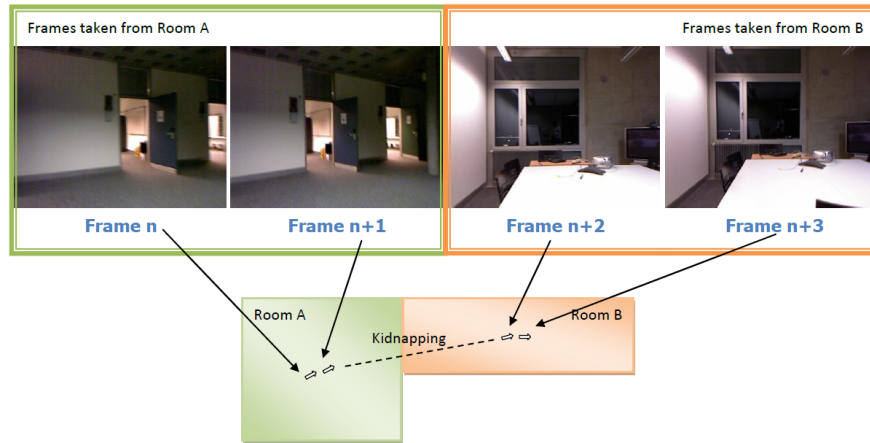 Frames taken from Room A
Frames taken from Room B
Frame n
Frame n+1
Frame n+2
Frame n+3
Room A
Room B
Kidnapping